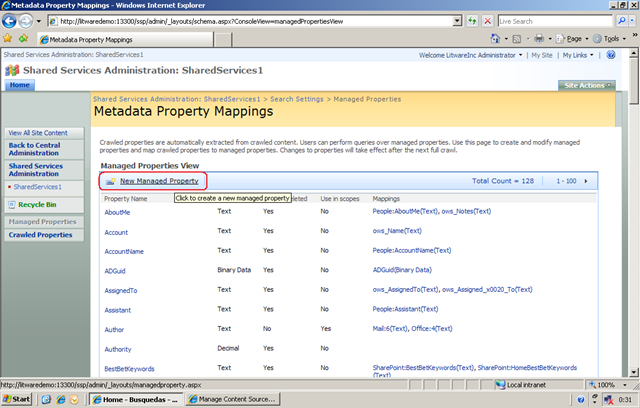 Metadata Property Mappings - Windows Internet Explorer
http://litwaredemo:13300/ssp/admin/_layouts/schema.aspx?ConsoleView=managedPropertiesView
Live Search
Metadata Property Mappings
Page
Tools
Shared Services Administration: SharedServices1
Welcome LitwareInc Administrator
My Site
My Links
Shared Services Administration: SharedServices1
Home
Site Actions
Shared Services Administration: SharedServices1 > Search Settings > Managed Properties
Metadata Property Mappings
View All Site Content
Back to Central
Administration
Shared Services
Administration
SharedServices1
Recycle Bin
Managed Properties
Crawled Properties
Crawled properties are automatically extracted from crawled content. Users can perform queries over managed properties. Use this page to create and modify managed
properties and map crawled properties to managed properties. Changes to properties will take effect after the next full crawl.
Managed Properties View
New Managed Property
Total Count = 128
1 - 100
Click to create a new managed property
Property Name eleted Use in scopes Mappings
AboutMe Text Yes No People:AboutMe(Text), ows_Notes(Text)
Account Text Yes No ows_Name(Text)
AccountName Text Yes No People:AccountName(Text)
ADGuid Binary Data Yes No ADGuid(Binary Data)
AssignedTo Text Yes No ows_AssignedTo(Text), ows_Assigned_x0020_To(Text)
Assistant Text Yes No People:Assistant(Text)
Author Text No Yes Mail:6(Text), Office:4(Text)
Authority Decimal Yes No
BestBetKeywords Text Yes No SharePoint:BestBetKeywords(Text), SharePoint:HomeBestBetKeywords
(Text)
http://litwaredemo:13300/ssp/admin/_layouts/managedproperty.aspx
Local intranet
100%
Start
Home - Busquedas - ...
Manage Content Source...
0:31